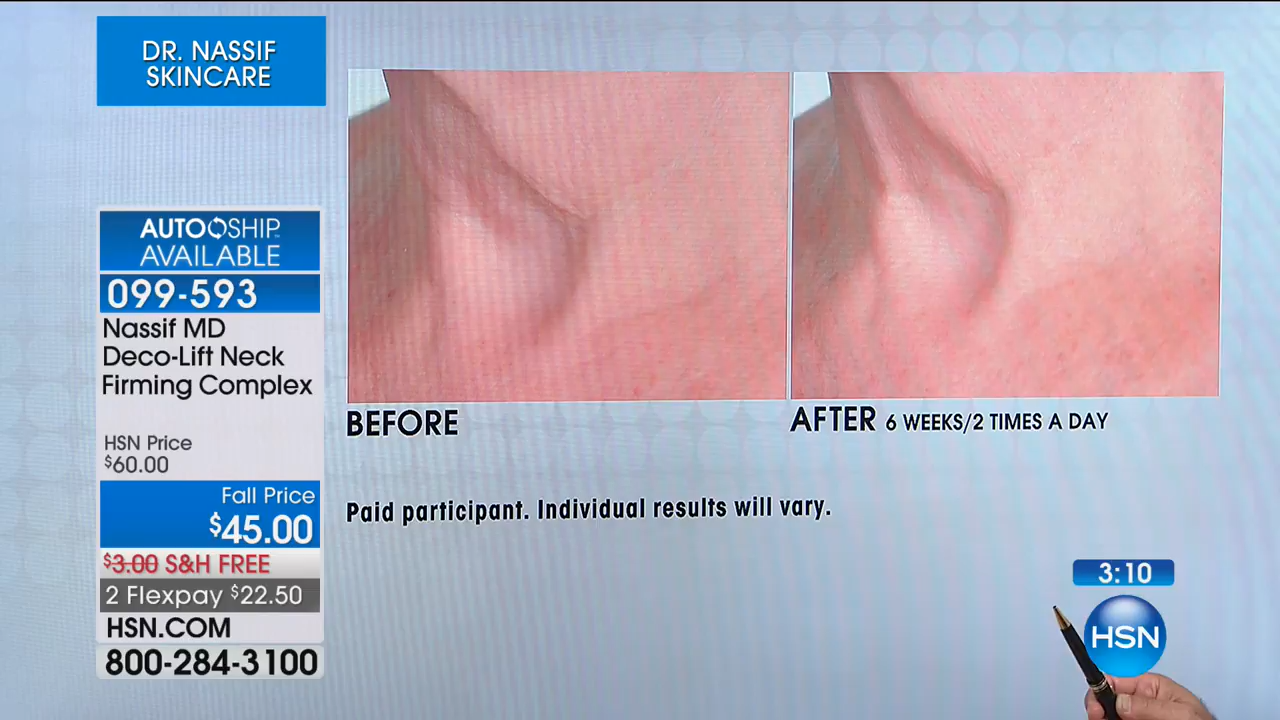 DR. NASSIF
SKINCARE
AUTO SHIP™
AVAILABLE
099-593
Nassif MD
Deco-Lift Neck
Firming Complex
HSN Price
$60.00
Fall Price
$45.00
$3.00 S&H FREE
2 Flexpay $22.50
HSN.COM
800-284-3100
BEFORE
AFTER 6 WEEKS/2 TIMES A DAY
Paid participant. Individual results will vary.
3:10
HSN